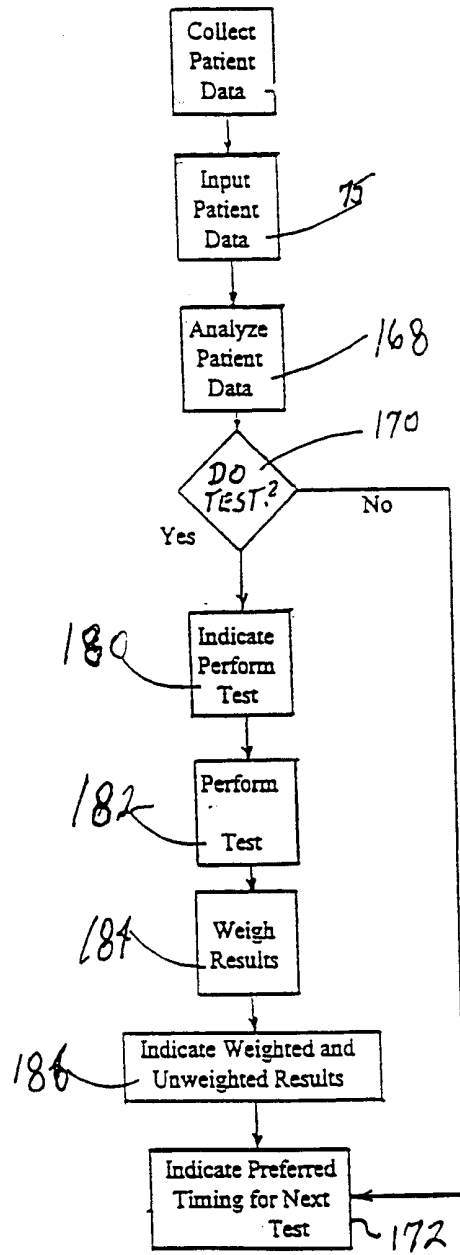 Collect
Patient
Data
Input
Patient
Data
75
Analyze
Patient
Data
168
170
DO
TEST?
Yes
No
180
Indicate
Perform
Test
182
Perform
Test
184
Weigh
Results
186
Indicate Weighted and
Unweighted Results
Indicate Preferred
Timing for Next
Test
172